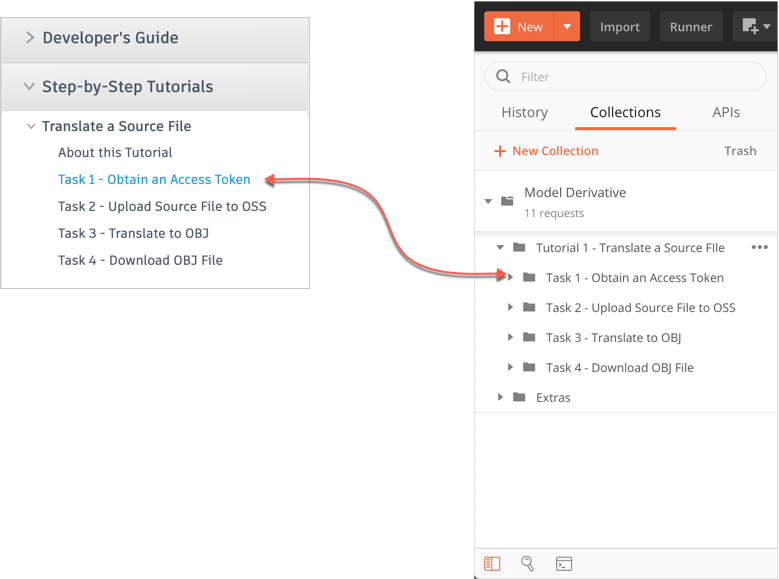 Developer's Guide
Step-by-Step Tutorials
Translate a Source File
About this Tutorial
Task 1 - Obtain an Access Token
Task 2 - Upload Source File to OSS
Task 3 - Translate to OBJ
Task 4 - Download OBJ File
New Import Runner
Filter
History Collections APIs
+ New Collection Trash
Model Derivative
11 requests
Tutorial 1 - Translate a Source FIle
Task 1 - Obtain an Access Token
Task 2 - Upload Source File to OSS
Task 3 - Translate to OBJ
Task 4 - Download OBJ File
Extras